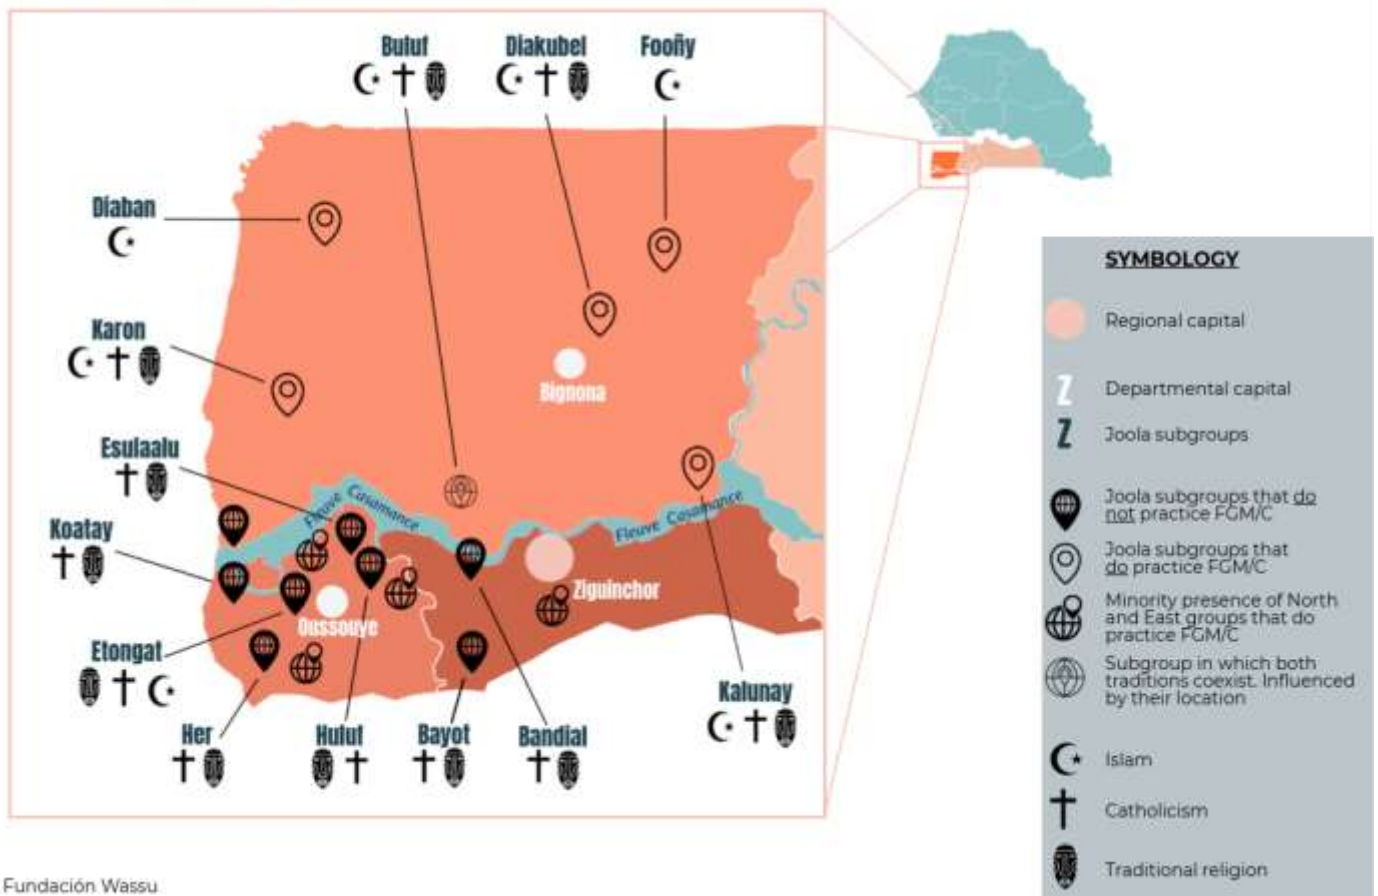 Buluf
Diakubel
Fooñy
Diaban
Karon
Bignona
Esulaalu
Fleuve Casamance
Fleuve Casamance
Koatay
Ziguinchor
Oussouye
Etongat
Kalunay
Her
Huluf
Bayot
Bandial
SYMBOLOGY
Regional capital
Z
Departmental capital
Z
Joola subgroups
Joola subgroups that do
not practice FGM/C
Joola subgroups that
do practice FGM/C
Minority presence of North
and East groups that do
practice FGM/C
Subgroup in which both
traditions coexist. Influenced
by their location
Islam
Catholicism
Traditional religion
Fundación Wassu